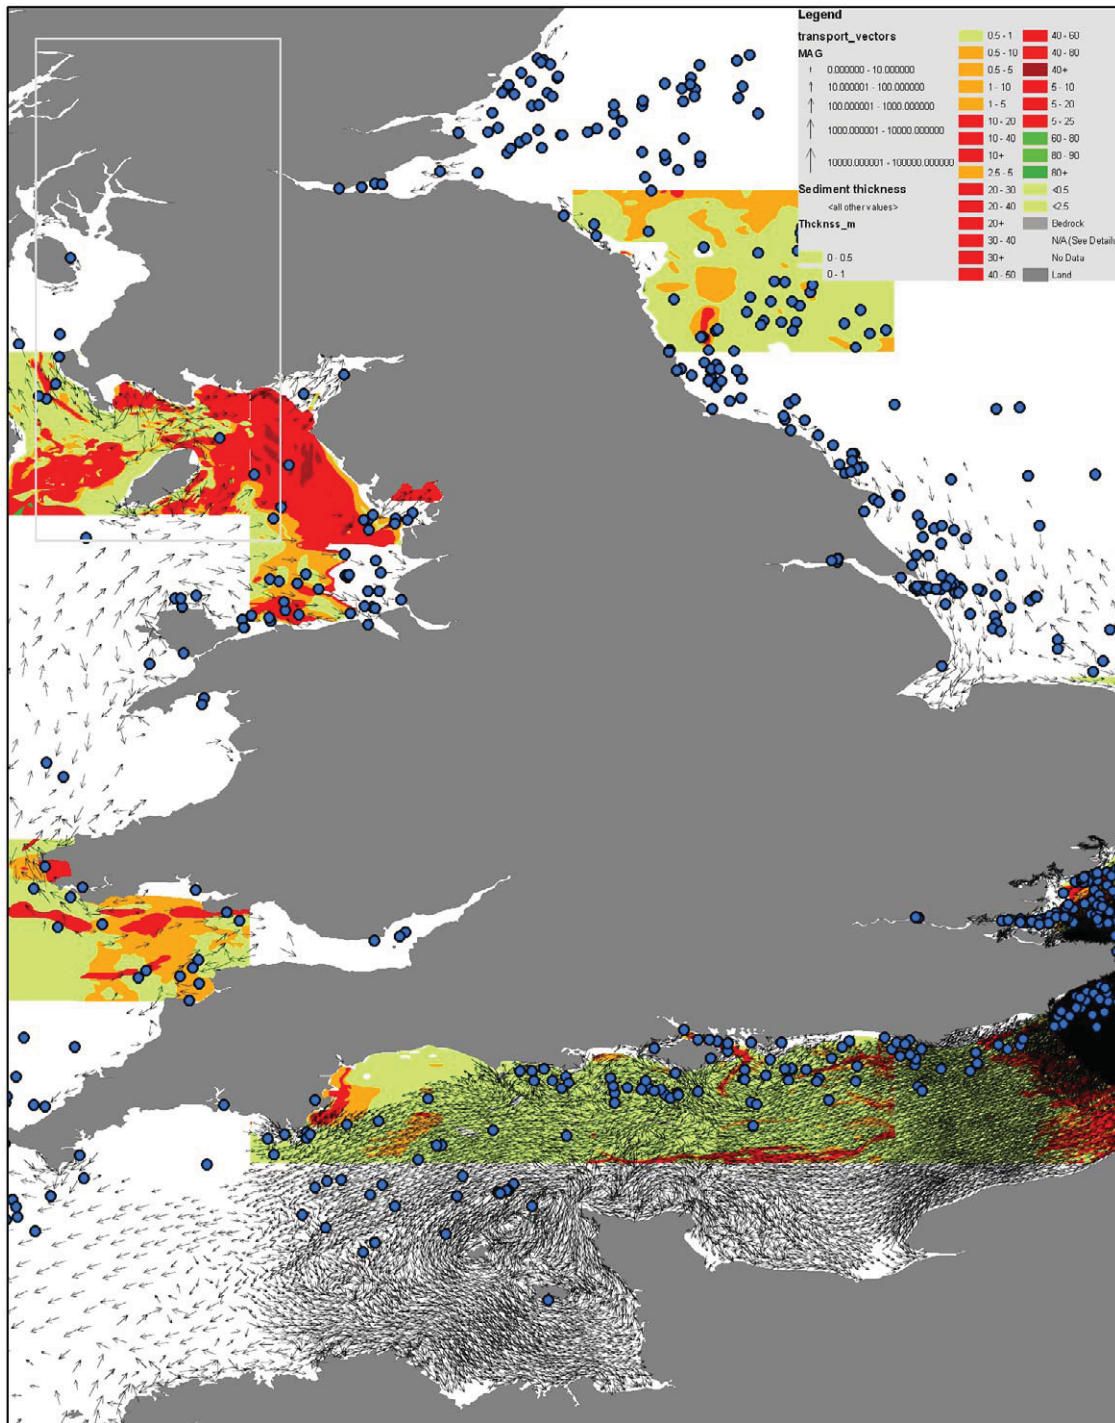 Legend
transport_vectors
MAG
0.000000 - 10.000000
10.000001 - 100.000000
100.000001 - 1000.000000
1000.000001 - 10000.000000
10000.000001 - 100000.000000
Sediment thickness
<all other values>
Thcknss_m
0 - 0.5
0 - 1
0.5 - 1
0.5 - 10
0.5 - 5
1 - 10
1 - 5
10 - 20
10 - 40
10+
2.5 - 5
20 - 30
20 - 40
20+
30 - 40
30+
40 - 50
40 - 60
40 - 80
40+
5 - 10
5 - 20
5 - 25
60 - 80
80 - 90
80+
<0.5
<2.5
Bedrock
N/A (See Details
No Data
Land